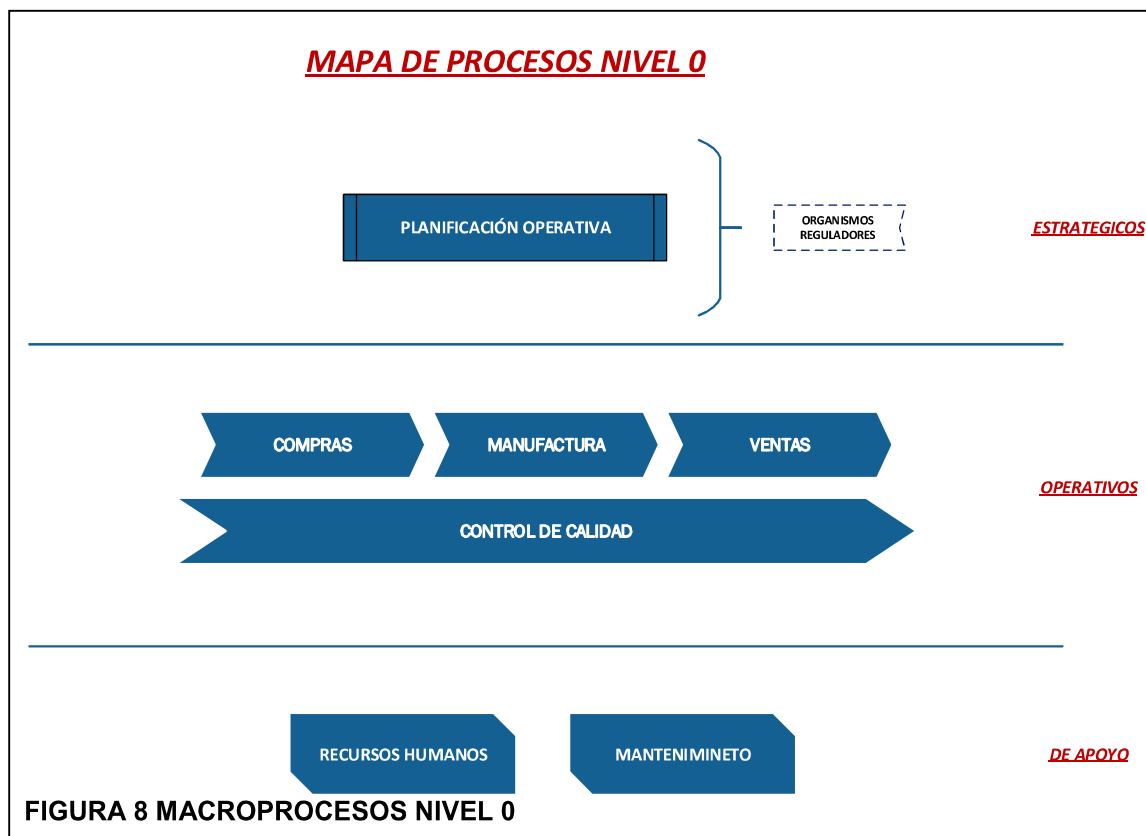 MAPA DE PROCESOS NIVEL 0
PLANIFICACIÓN OPERATIVA
ORGANISMOS
REGULADORES
ESTRATEGICOS
COMPRAS
MANUFACTURA
VENTAS
CONTROL DE CALIDAD
OPERATIVOS
RECURSOS HUMANOS
MANTENIMINETO
DE APOYO
FIGURA 8 MACROPROCESOS NIVEL 0